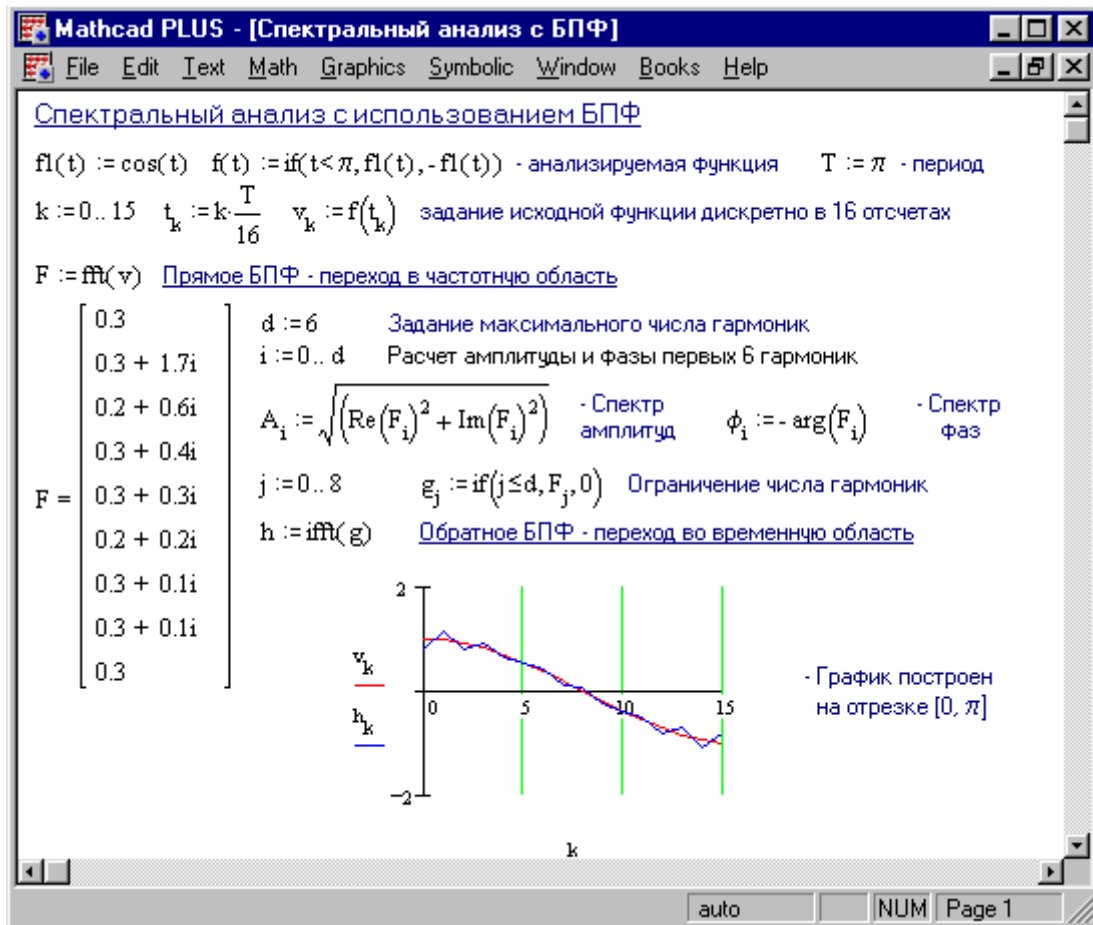 Mathcad PLUS - [Спектральный анализ с БПФ]
File Edit Text Math Graphics Symbolic Window Books Help
Спектральный анализ с использованием БПФ
f1(t) := cos(t) f(t) := if(t<π, f1(t), -f1(t)) - анализируемая функция T := π - период
k := 0.. 15 t_k := k·T/16 v_k := f(t_k) задание исходной функции дискретно в 16 отсчетах
F := fft(v) Прямое БПФ - переход в частотную область
F =
0.3
0.3 + 1.7i
0.2 + 0.6i
0.3 + 0.4i
0.3 + 0.3i
0.2 + 0.2i
0.3 + 0.1i
0.3 + 0.1i
0.3
d := 6 Задание максимального числа гармоник
i := 0.. d Расчет амплитуды и фазы первых 6 гармоник
A_i := √((Re(F_i)^2 + Im(F_i)^2)) - Спектр амплитуд ϕ_i := - arg(F_i) - Спектр фаз
j := 0.. 8 g_j := if(j≤d, F_j, 0) Ограничение числа гармоник
h := ifft(g) Обратное БПФ - переход во временную область
2
v_k
h_k
0 5 10 15
−2
k
- График построен
на отрезке [0, π]
auto NUM Page 1